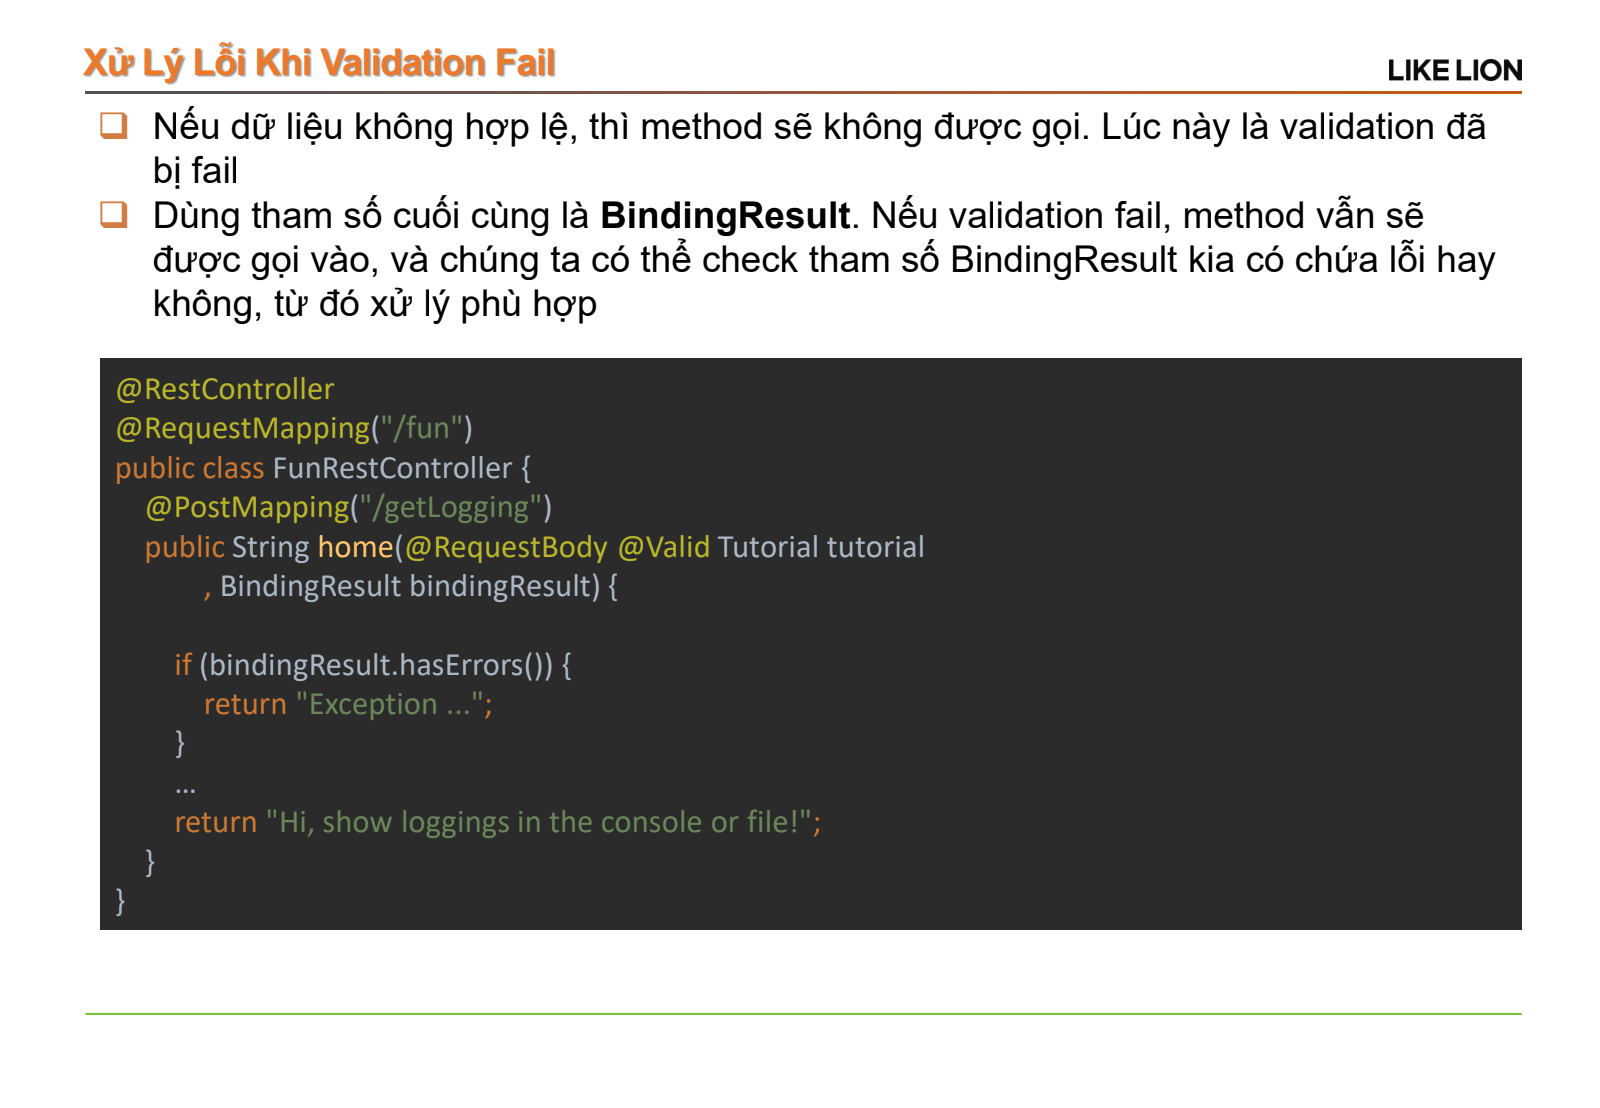 Xử Lý Lỗi Khi Validation Fail
LIKE LION
Nếu dữ liệu không hợp lệ, thì method sẽ không được gọi. Lúc này là validation đã
bị fail
Dùng tham số cuối cùng là BindingResult. Nếu validation fail, method vẫn sẽ
được gọi vào, và chúng ta có thể check tham số BindingResult kia có chứa lỗi hay
không, từ đó xử lý phù hợp
@RestController
@RequestMapping("/fun")
public class FunRestController {
@PostMapping("/getLogging")
public String home(@RequestBody @Valid Tutorial tutorial
, BindingResult bindingResult) {
if (bindingResult.hasErrors()) {
return "Exception ...";
}
...
return "Hi, show loggings in the console or file!";
}
}